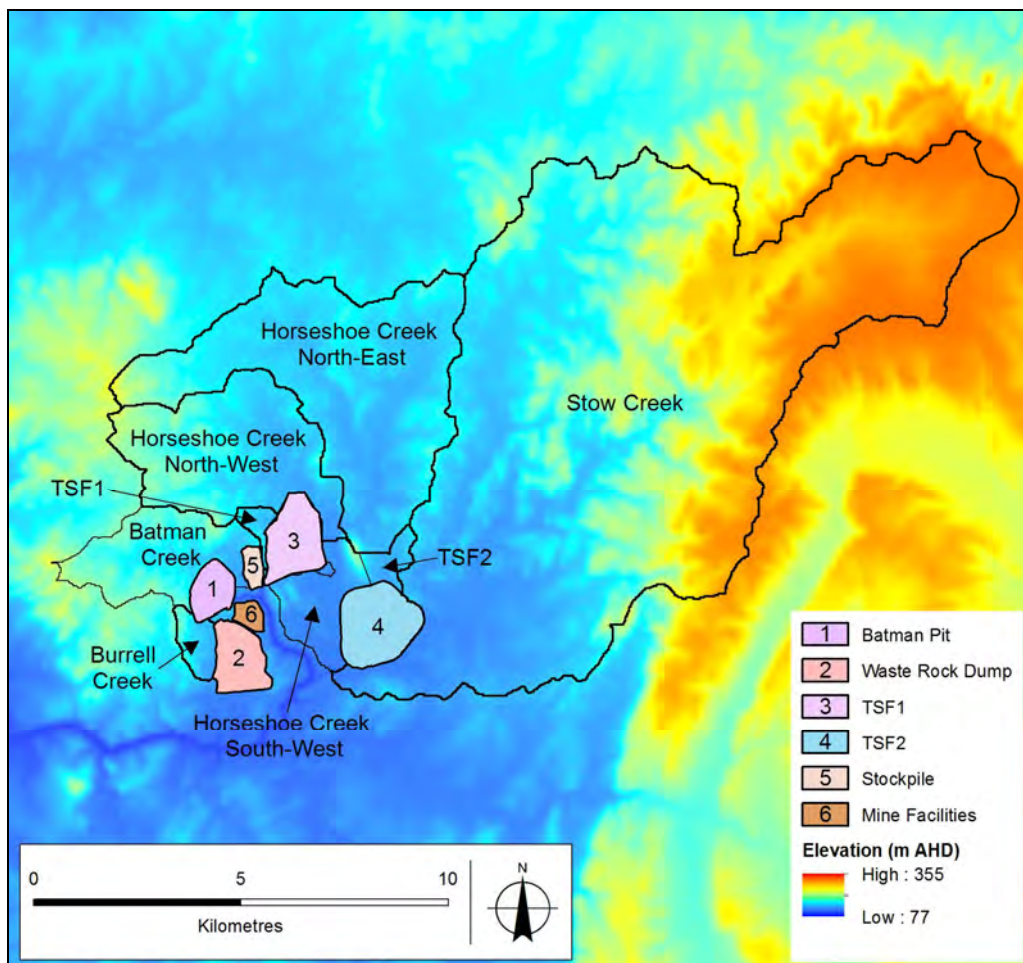 Horseshoe Creek
North-East
Stow Creek
Horseshoe Creek
North-West
TSF1
Batman
Creek
3
5
TSF2
1
6
4
Burrell
Creek
2
Horseshoe Creek
South-West
1 Batman Pit
2 Waste Rock Dump
3 TSF1
4 TSF2
5 Stockpile
6 Mine Facilities
Elevation (m AHD)
High : 355
Low : 77
0 5 10
Kilometres
N